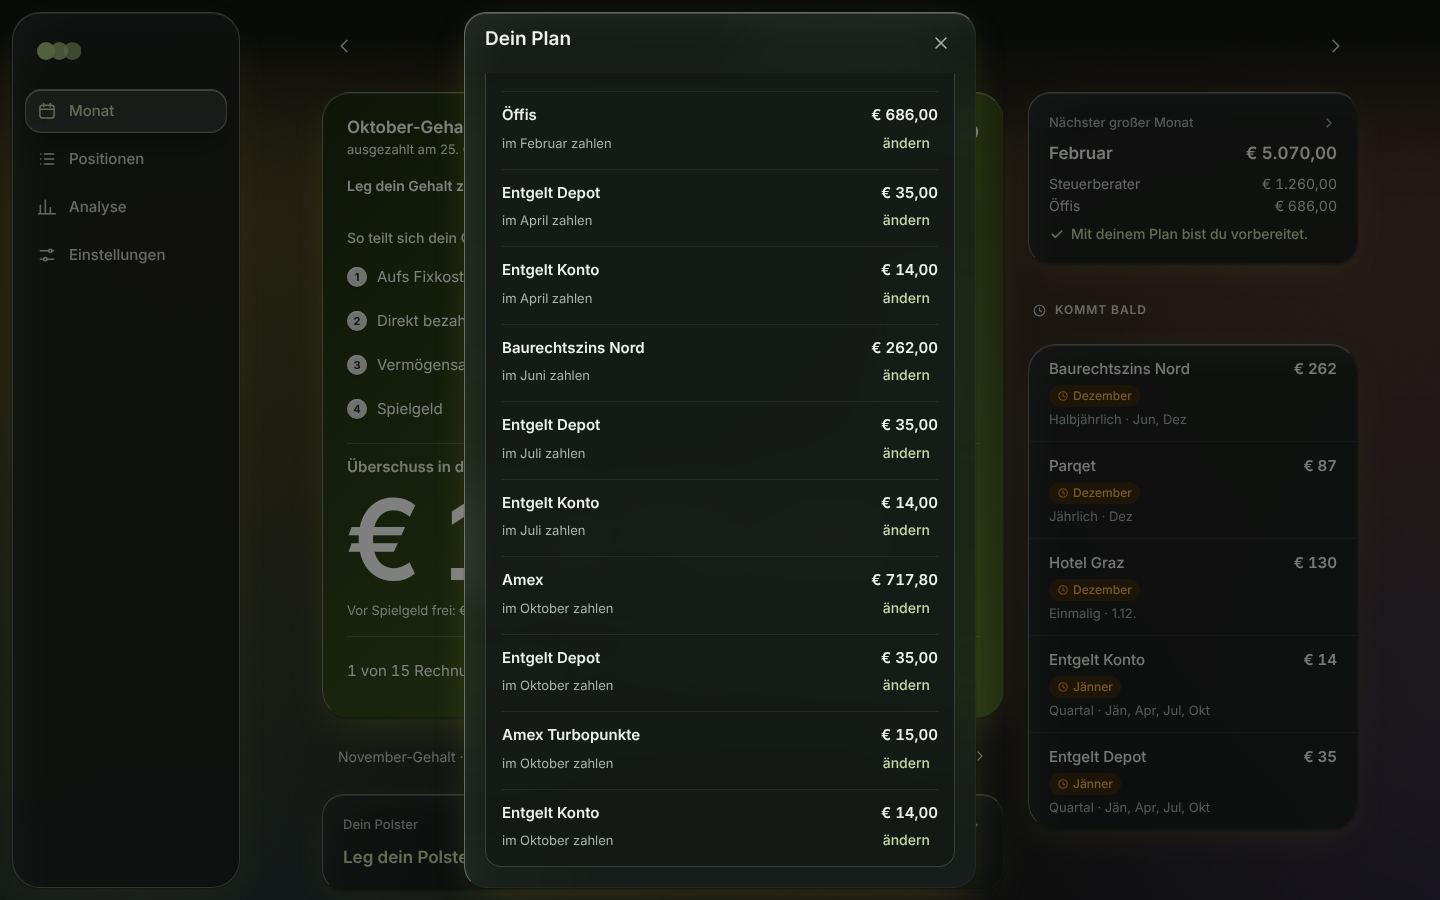 Dein Plan
Öffis € 686,00
im Februar zahlen ändern
Entgelt Depot € 35,00
im April zahlen ändern
Entgelt Konto € 14,00
im April zahlen ändern
Baurechtszins Nord € 262,00
im Juni zahlen ändern
Entgelt Depot € 35,00
im Juli zahlen ändern
Entgelt Konto € 14,00
im Juli zahlen ändern
Amex € 717,80
im Oktober zahlen ändern
Entgelt Depot € 35,00
im Oktober zahlen ändern
Amex Turbopunkte € 15,00
im Oktober zahlen ändern
Entgelt Konto € 14,00
im Oktober zahlen ändern
Monat
Positionen
Analyse
Einstellungen
Oktober-Geha
ausgezahlt am 25.
Leg dein Gehalt z
So teilt sich dein
1 Aufs Fixkost
2 Direkt bezah
3 Vermögensa
4 Spielgeld
Überschuss in d
€ 1
Vor Spielgeld frei: €
1 von 15 Rechnu
November-Gehalt ·
Dein Polster
Leg dein Polste
Nächster großer Monat
Februar € 5.070,00
Steuerberater € 1.260,00
Öffis € 686,00
Mit deinem Plan bist du vorbereitet.
KOMMT BALD
Baurechtszins Nord € 262
Dezember
Halbjährlich · Jun, Dez
Parqet € 87
Dezember
Jährlich · Dez
Hotel Graz € 130
Dezember
Einmalig · 1.12.
Entgelt Konto € 14
Jänner
Quartal · Jän, Apr, Jul, Okt
Entgelt Depot € 35
Jänner
Quartal · Jän, Apr, Jul, Okt